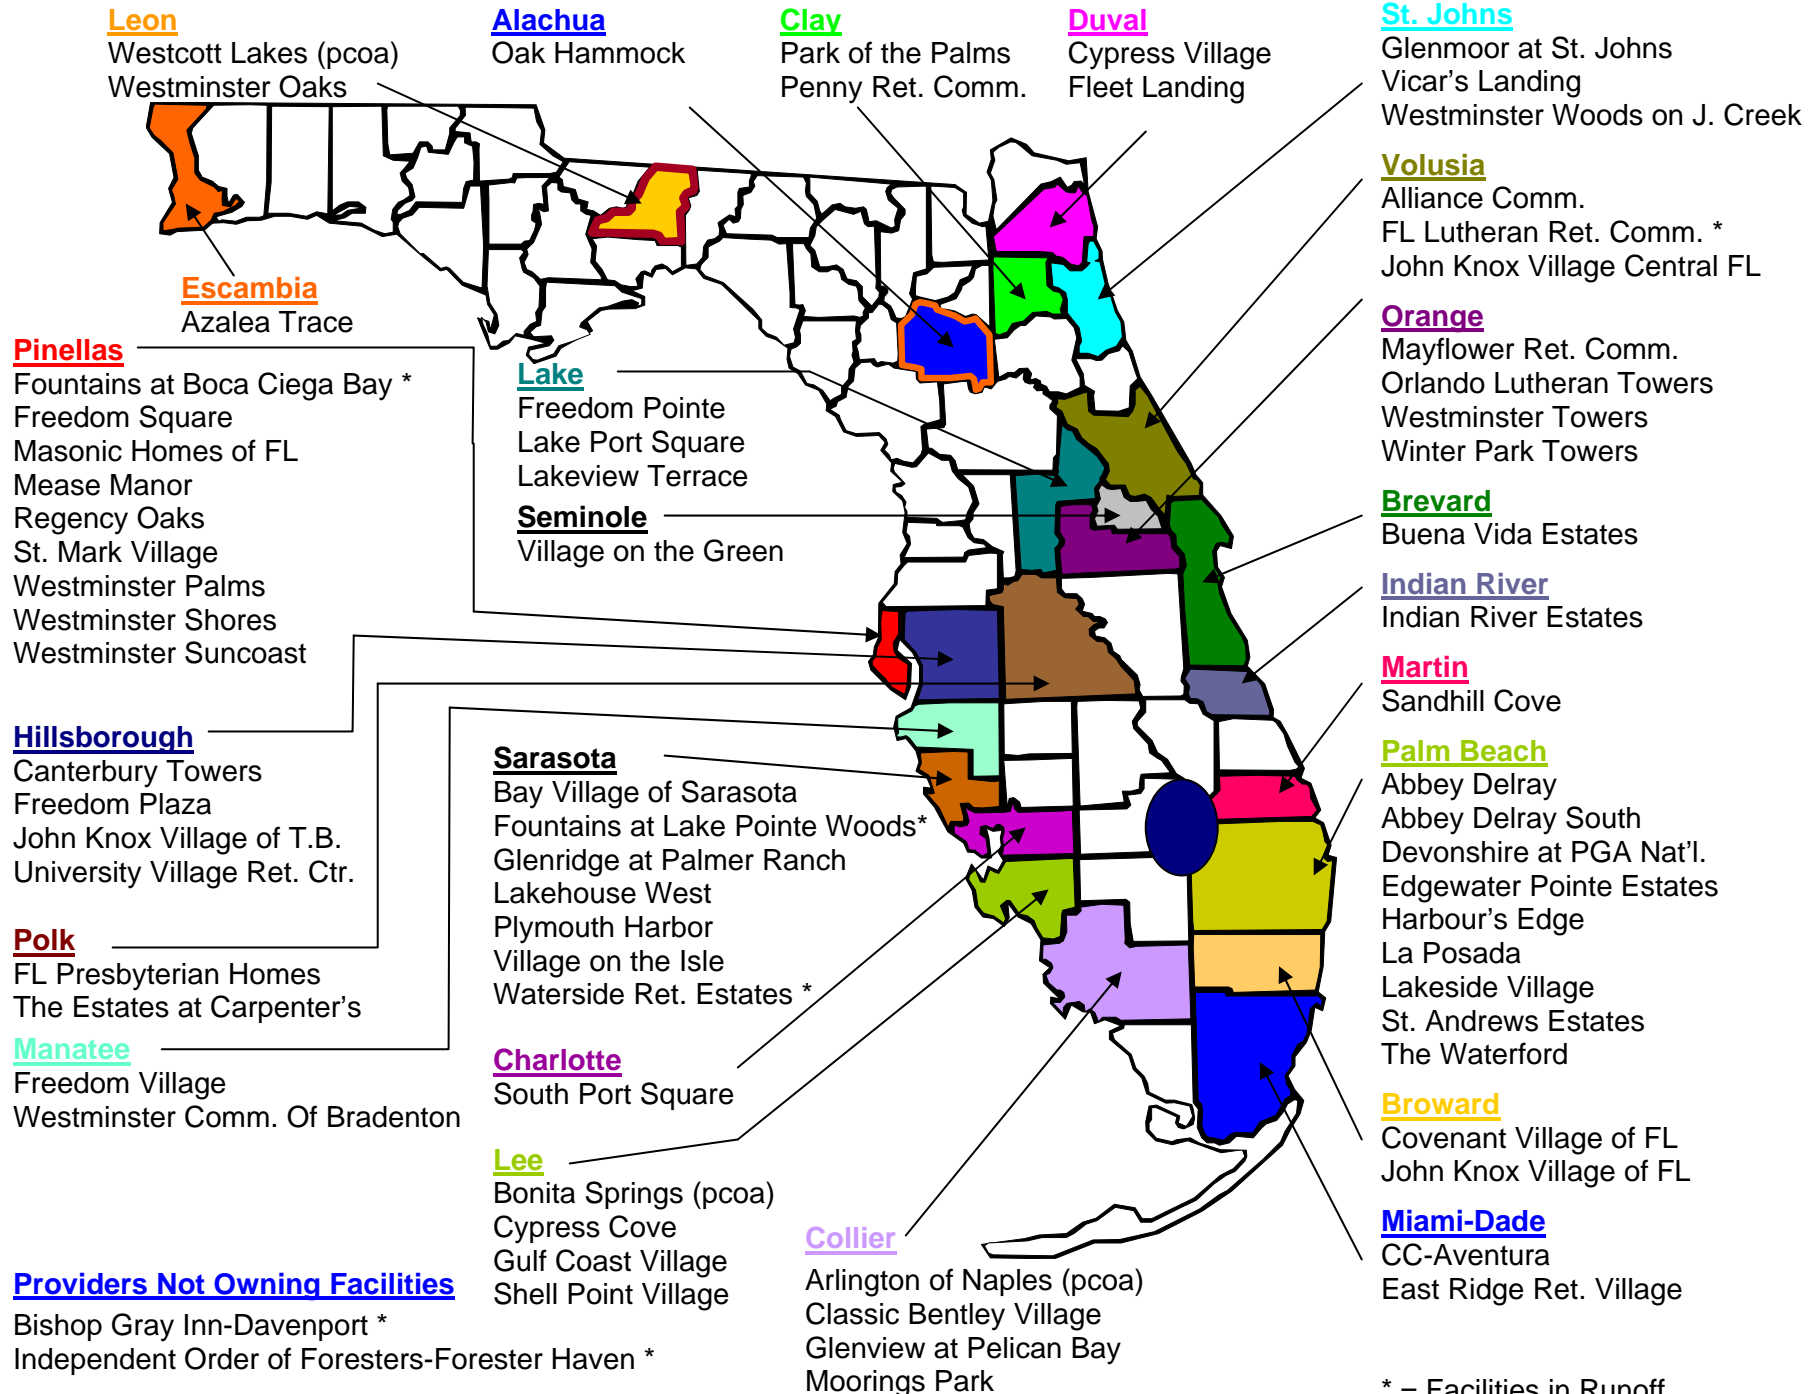 Leon
Westcott Lakes (pcoa)
Westminster Oaks
Alachua
Oak Hammock
Clay
Park of the Palms
Penny Ret. Comm.
Duval
Cypress Village
Fleet Landing
St. Johns
Glenmoor at St. Johns
Vicar's Landing
Westminster Woods on J. Creek
Volusia
Alliance Comm.
FL Lutheran Ret. Comm. *
John Knox Village Central FL
Escambia
Azalea Trace
Orange
Mayflower Ret. Comm.
Orlando Lutheran Towers
Westminster Towers
Winter Park Towers
Pinellas
Fountains at Boca Ciega Bay *
Freedom Square
Masonic Homes of FL
Mease Manor
Regency Oaks
St. Mark Village
Westminster Palms
Westminster Shores
Westminster Suncoast
Lake
Freedom Pointe
Lake Port Square
Lakeview Terrace
Seminole
Village on the Green
Brevard
Buena Vida Estates
Indian River
Indian River Estates
Martin
Sandhill Cove
Hillsborough
Canterbury Towers
Freedom Plaza
John Knox Village of T.B.
University Village Ret. Ctr.
Sarasota
Bay Village of Sarasota
Fountains at Lake Pointe Woods*
Glenridge at Palmer Ranch
Lakehouse West
Plymouth Harbor
Village on the Isle
Waterside Ret. Estates *
Palm Beach
Abbey Delray
Abbey Delray South
Devonshire at PGA Nat'l.
Edgewater Pointe Estates
Harbour's Edge
La Posada
Lakeside Village
St. Andrews Estates
The Waterford
Polk
FL Presbyterian Homes
The Estates at Carpenter's
Manatee
Freedom Village
Westminster Comm. Of Bradenton
Charlotte
South Port Square
Broward
Covenant Village of FL
John Knox Village of FL
Lee
Bonita Springs (pcoa)
Cypress Cove
Gulf Coast Village
Shell Point Village
Collier
Arlington of Naples (pcoa)
Classic Bentley Village
Glenview at Pelican Bay
Moorings Park
Miami-Dade
CC-Aventura
East Ridge Ret. Village
Providers Not Owning Facilities
Bishop Gray Inn-Davenport *
Independent Order of Foresters-Forester Haven *
* = Facilities in Runoff